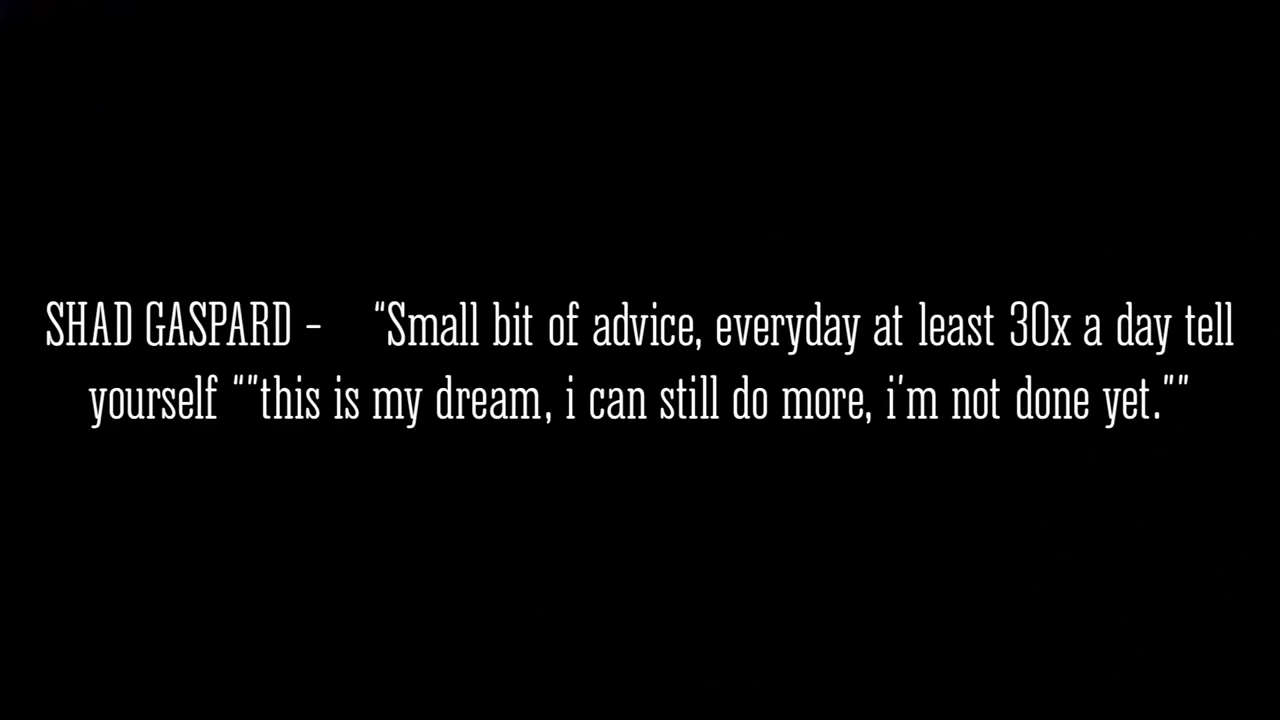 SHAD GASPARD - “Small bit of advice, everyday at least 30x a day tell
yourself “”this is my dream, i can still do more, i'm not done yet.””